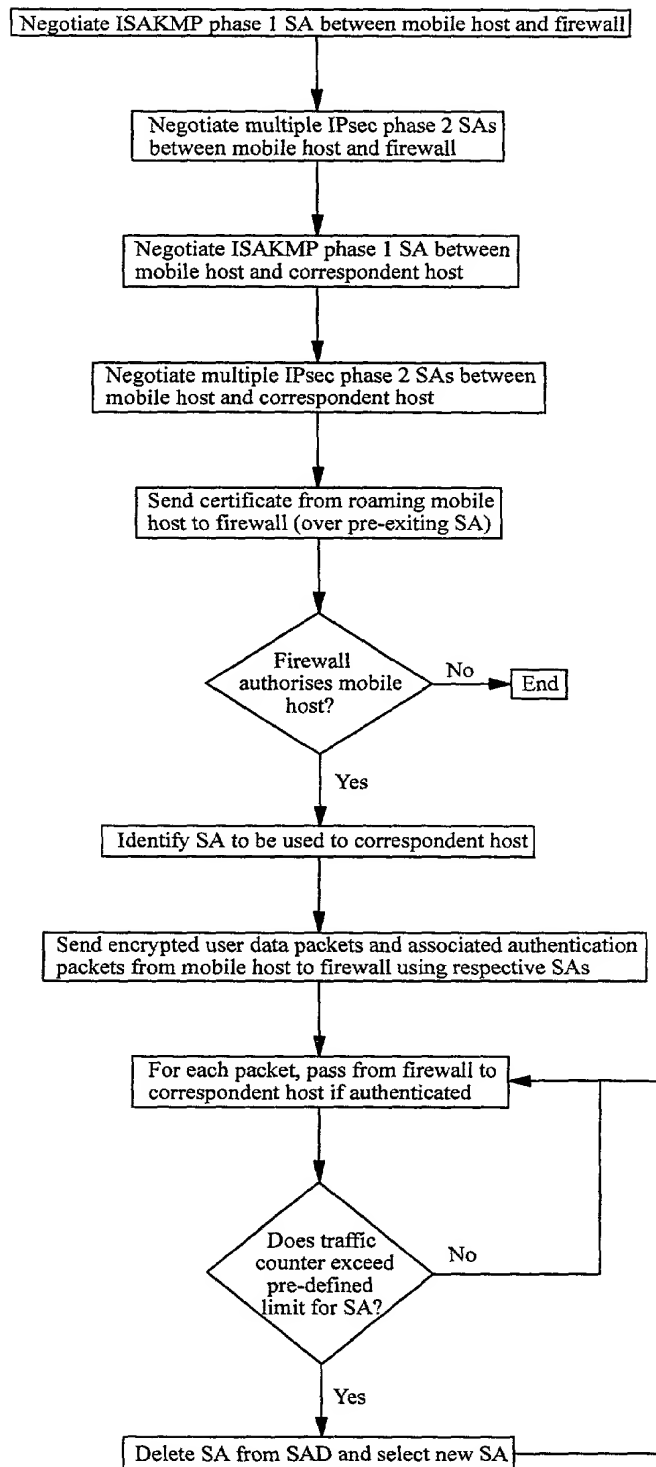 Negotiate ISAKMP phase 1 SA between mobile host and firewall
Negotiate multiple IPsec phase 2 SAs
between mobile host and firewall
Negotiate ISAKMP phase 1 SA between
mobile host and correspondent host
Negotiate multiple IPsec phase 2 SAs between
mobile host and correspondent host
Send certificate from roaming mobile
host to firewall (over pre-exiting SA)
Firewall
authorises mobile
host?
No
End
Yes
Identify SA to be used to correspondent host
Send encrypted user data packets and associated authentication
packets from mobile host to firewall using respective SAs
For each packet, pass from firewall to
correspondent host if authenticated
Does traffic
counter exceed
pre-defined
limit for SA?
No
Yes
Delete SA from SAD and select new SA